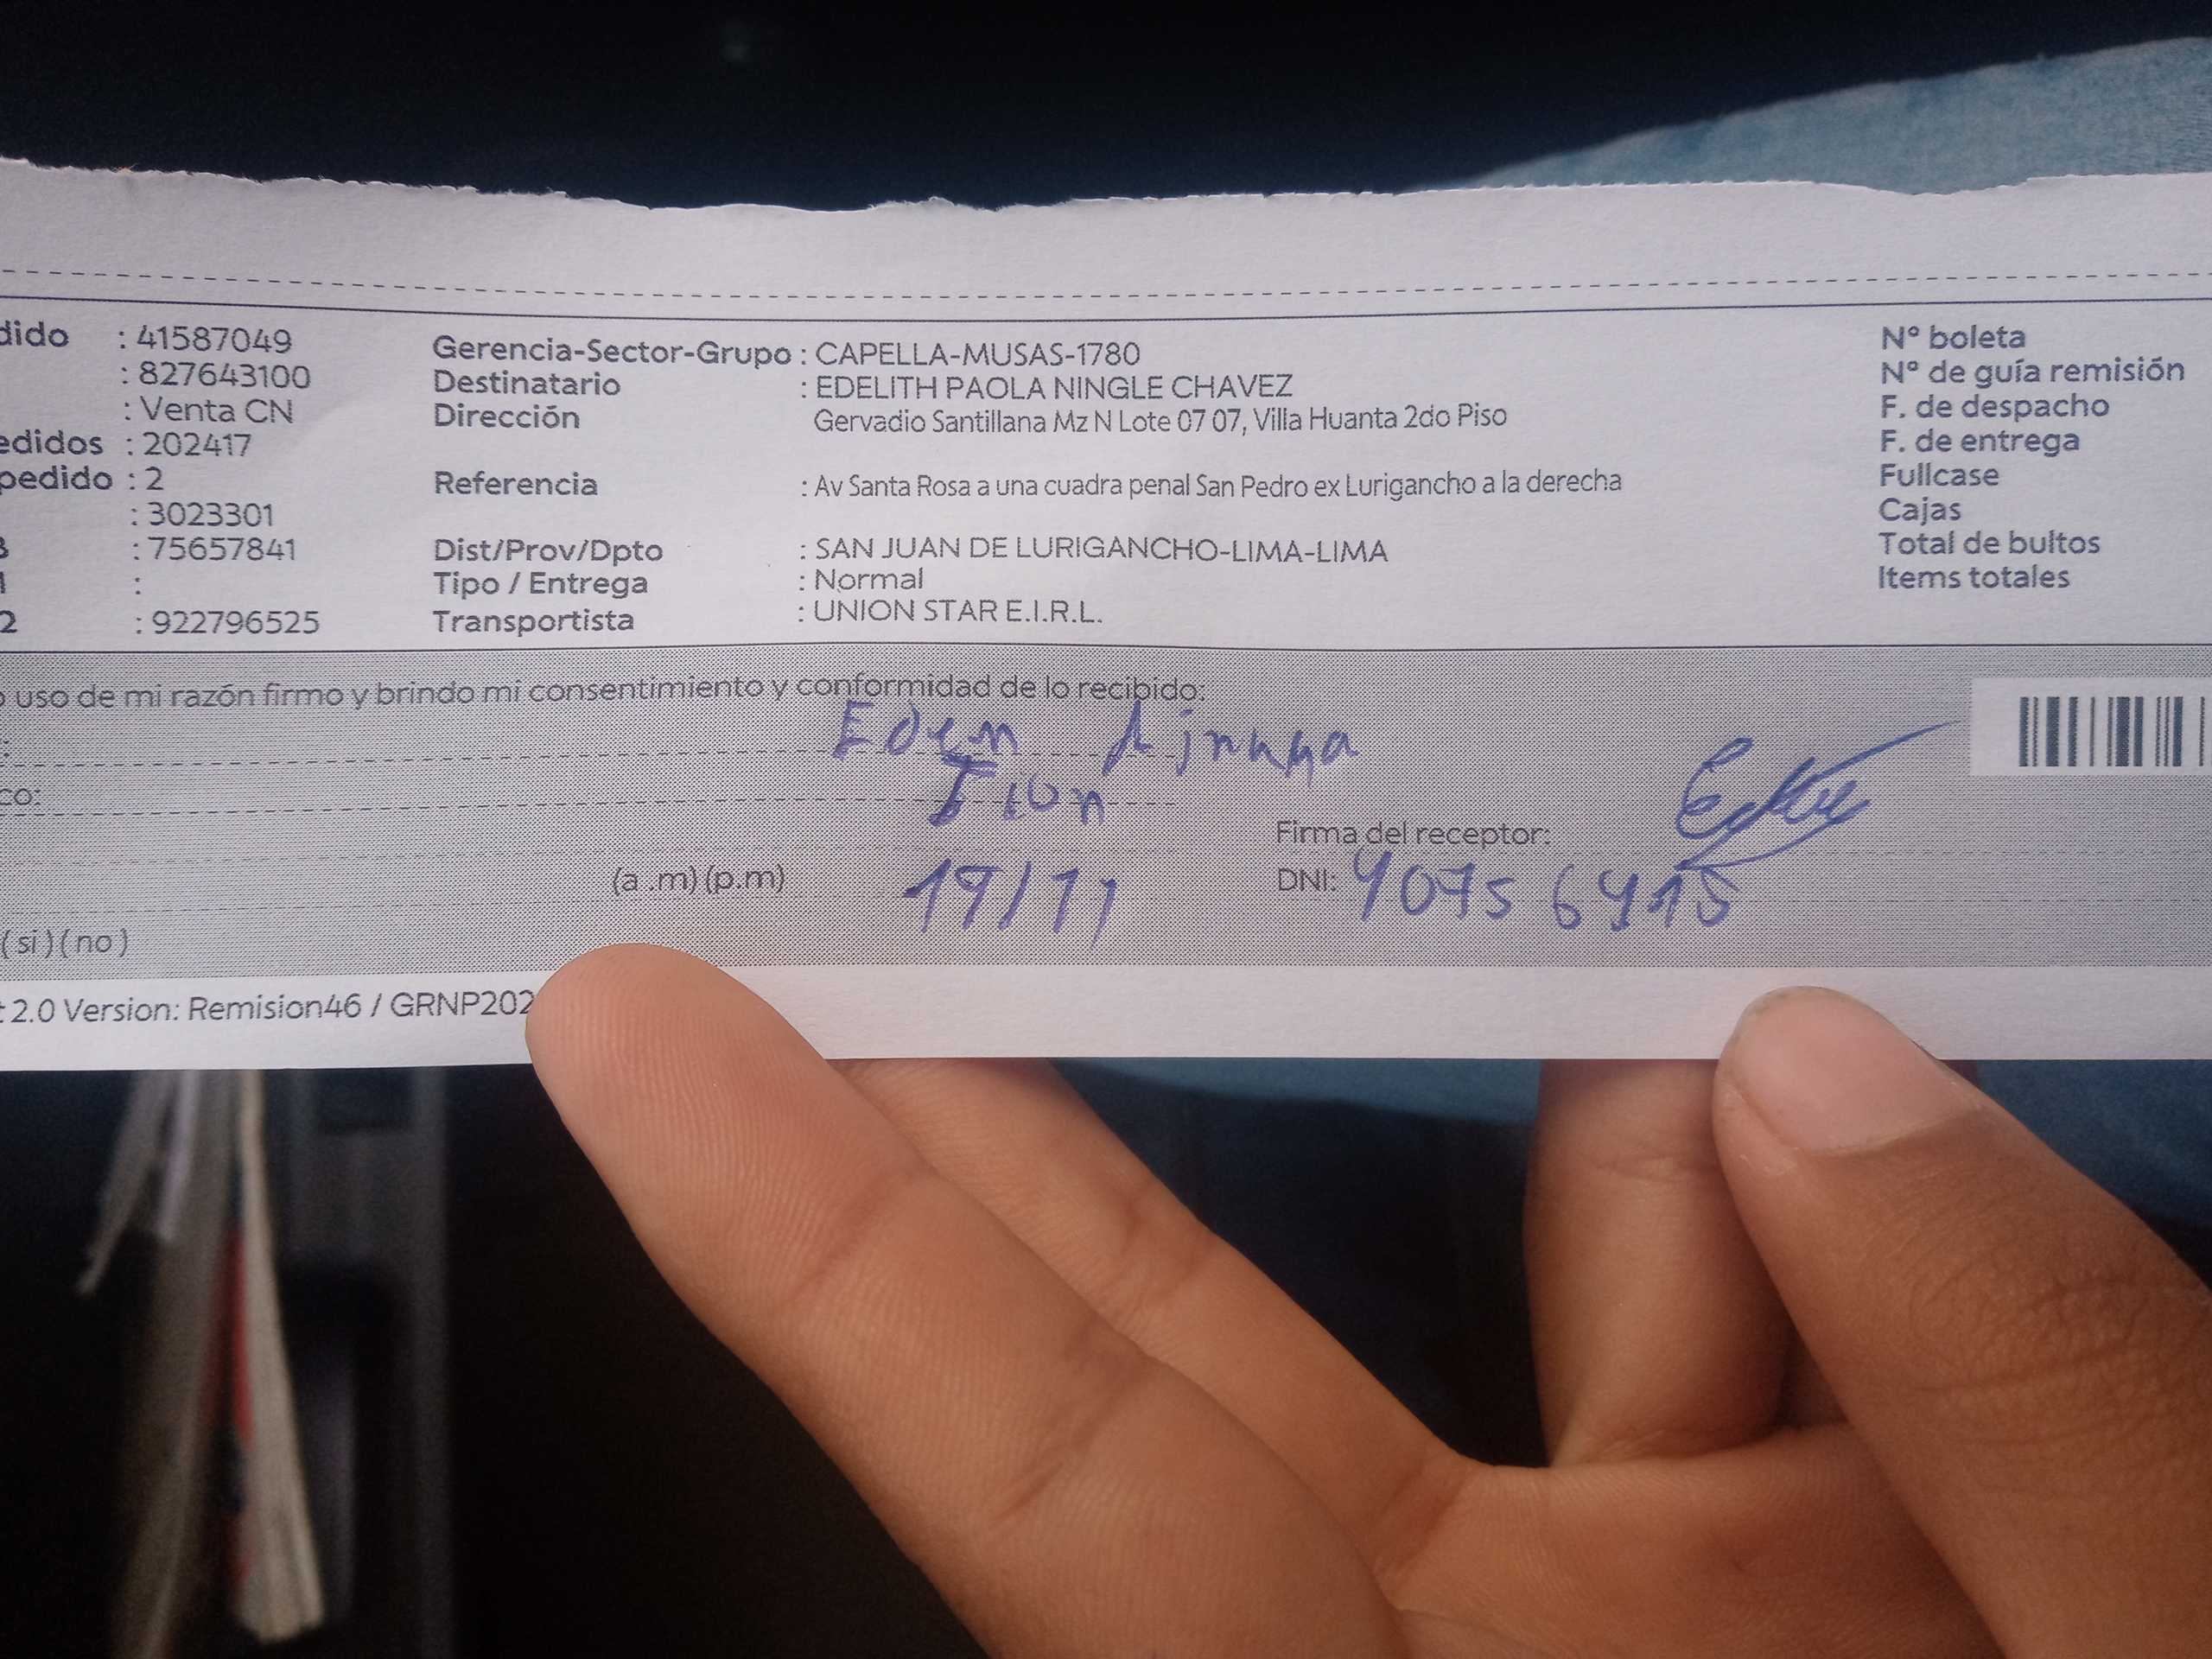 dido : 41587049
: 827643100
: Venta CN
edidos : 202417
pedido : 2
: 3023301
: 75657841
:
2 : 922796525
Gerencia-Sector-Grupo : CAPELLA-MUSAS-1780
Destinatario : EDELITH PAOLA NINGLE CHAVEZ
Dirección Gervadio Santillana Mz N Lote 07 07, Villa Huanta 2do Piso
Referencia : Av Santa Rosa a una cuadra penal San Pedro ex Lurigancho a la derecha
Dist/Prov/Dpto : SAN JUAN DE LURIGANCHO-LIMA-LIMA
Tipo / Entrega : Normal
Transportista : UNION STAR E.I.R.L.
Nº boleta
Nº de guía remisión
F. de despacho
F. de entrega
Fullcase
Cajas
Total de bultos
Items totales
o uso de mi razón firmo y brindo mi consentimiento y conformidad de lo recibido:
Eden
co:
Firma del receptor:
(a .m) (p.m) 19/11 DNI: 40756415
(si) (no)
2.0 Version: Remision46 / GRNP202